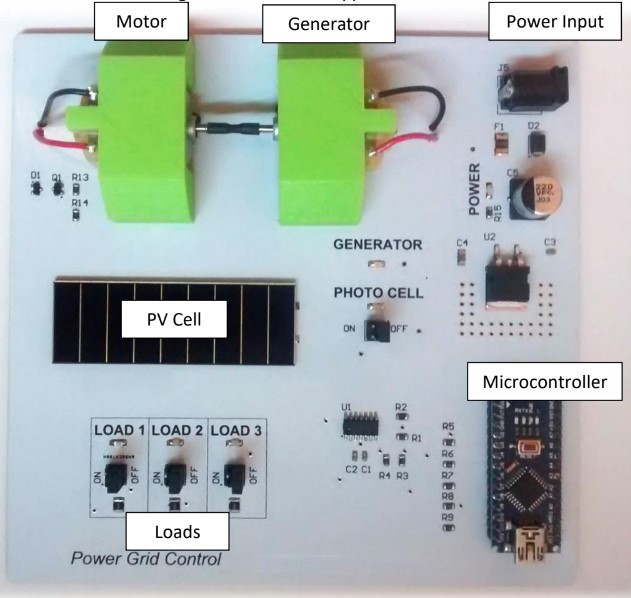 Motor
Generator
Power Input
J5
F1
D2
D1
Q1
R13
R14
POWER
R15
C5
220
JD3
GENERATOR
C4
U2
C3
PHOTO CELL
ON
OFF
PV Cell
Microcontroller
U1
R2
R1
R5
R6
R7
R8
R9
C2
C1
R4
R3
LOAD 1
LOAD 2
LOAD 3
ON
OFF
ON
OFF
ON
OFF
Loads
Power Grid Control